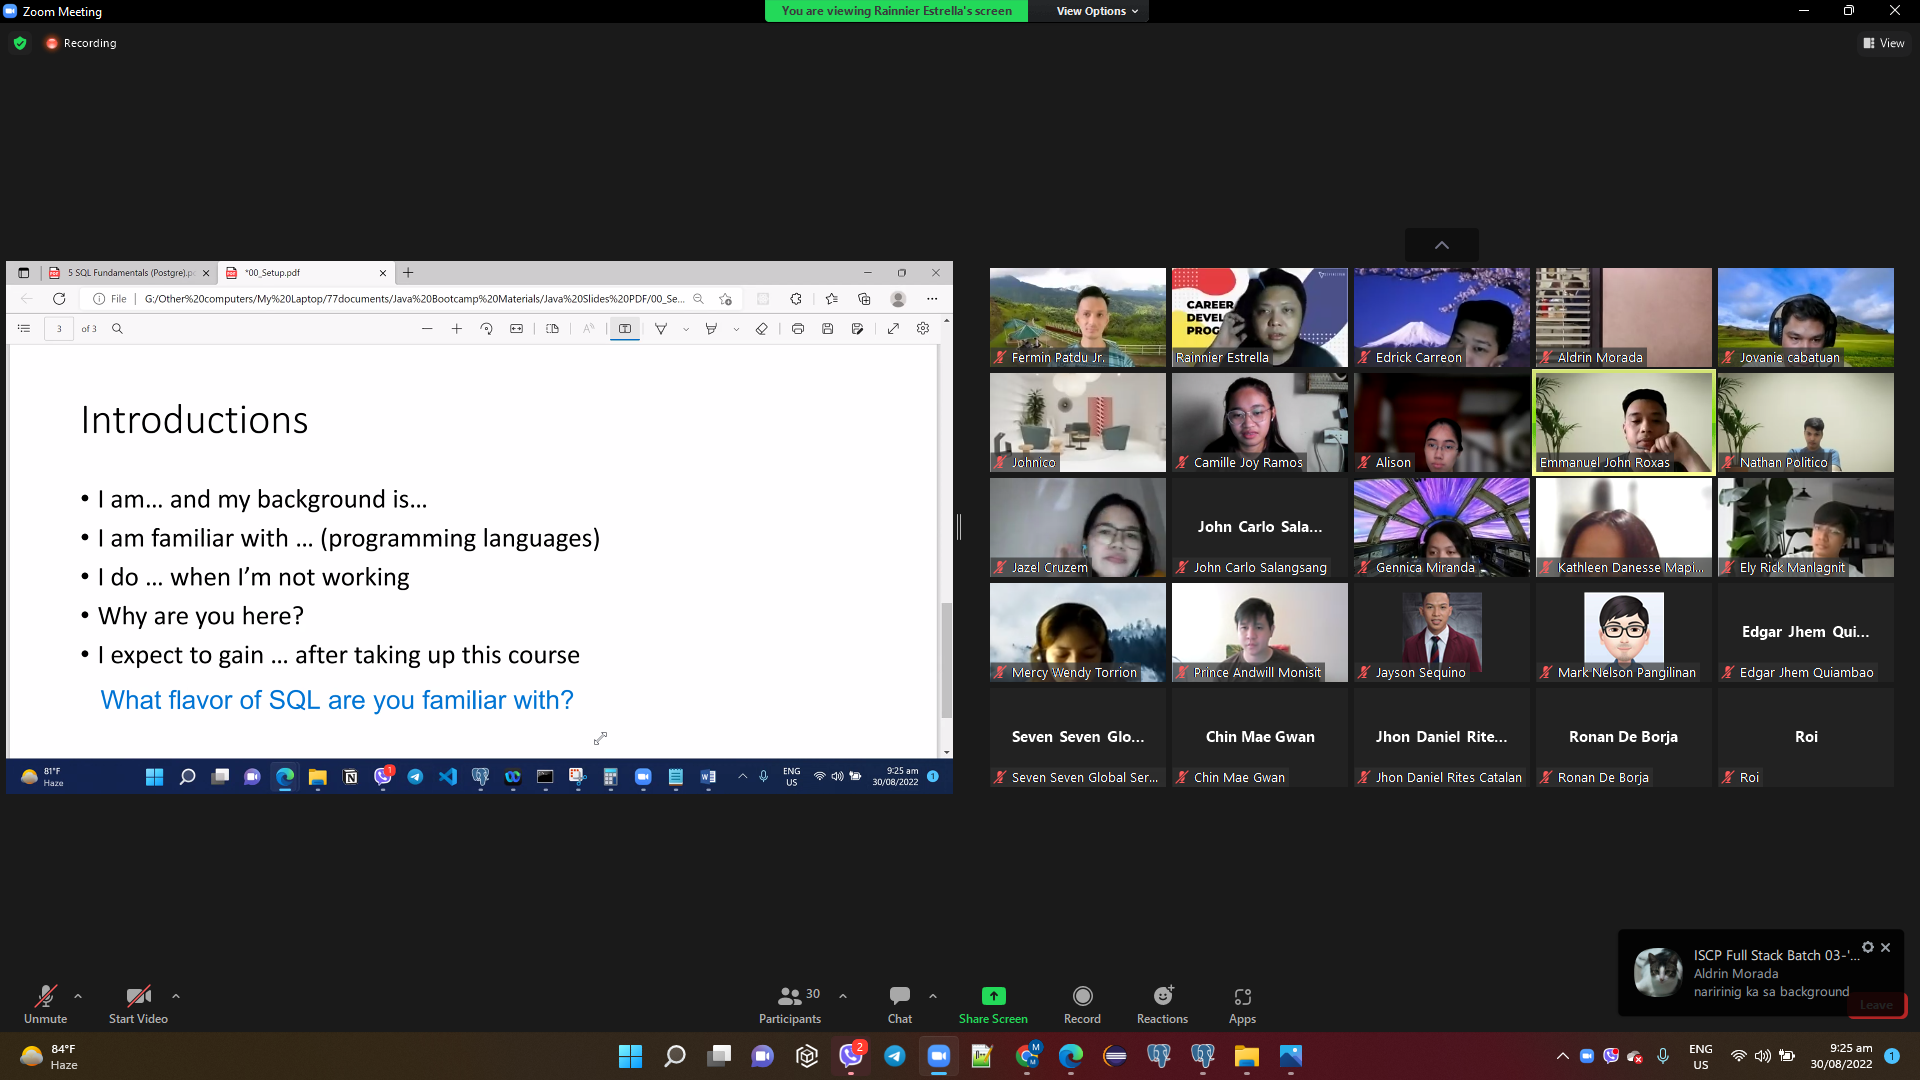 Zoom Meeting
You are viewing Rainnier Estrella's screen
View Options
Recording
View
5 SQL Fundamentals (Postgre).p
*00_Setup.pdf
File
G:/Other%20computers/My%20Laptop/77documents/Java%20Bootcamp%20Materials/Java%20Slides%20PDF/00_Se...
3
of 3
Introductions
• I am... and my background is...
• I am familiar with ... (programming languages)
• I do ... when I'm not working
• Why are you here?
• I expect to gain ... after taking up this course
What flavor of SQL are you familiar with?
81°F
Haze
1
ENG
US
9:25 am
30/08/2022
1
Fermin Patdu Jr.
CAREER
DEVEL
PROG
Rainnier Estrella
Edrick Carreon
Aldrin Morada
Jovanie cabatuan
Johnico
Camille Joy Ramos
Alison
Emmanuel John Roxas
Nathan Politico
Jazel Cruzem
John Carlo Sala...
John Carlo Salangsang
Gennica Miranda
Kathleen Danesse Mapi...
Ely Rick Manlagnit
Mercy Wendy Torrion
Prince Andwill Monisit
Jayson Sequino
Mark Nelson Pangilinan
Edgar Jhem Qui...
Edgar Jhem Quiambao
Seven Seven Glo...
Chin Mae Gwan
Jhon Daniel Rite...
Ronan De Borja
Roi
Seven Seven Global Ser...
Chin Mae Gwan
Jhon Daniel Rites Catalan
Ronan De Borja
Roi
ISCP Full Stack Batch 03-'...
Aldrin Morada
naririnig ka sa background
Leave
Unmute
Start Video
30
Participants
Chat
Share Screen
Record
Reactions
Apps
84°F
Haze
2
M
ENG
US
9:25 am
30/08/2022
1